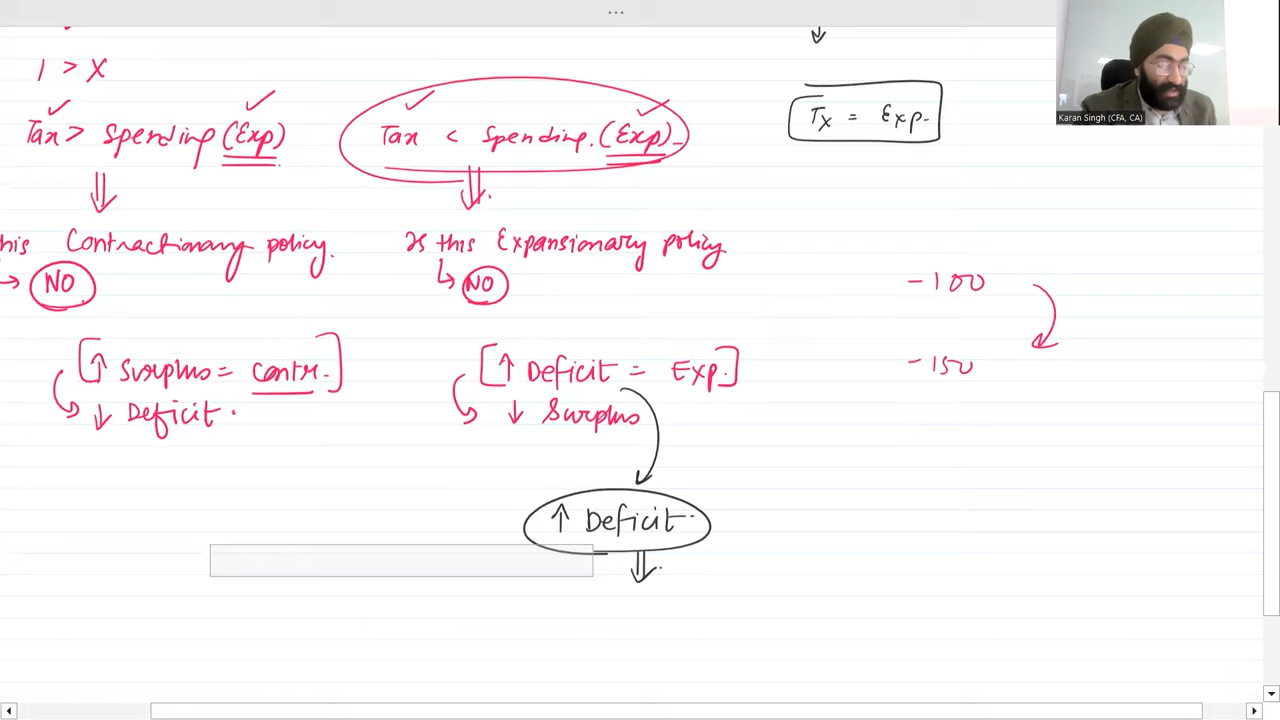 1 > X
Tax > Spending (Exp)
Tax < Spending. (Exp)
Tx = Exp.
his Contractionary policy.
NO
Is this Expansionary policy
NO
-100
-150
[↑ Surplus = Contr.]
↓ Deficit.
[↑ Deficit = Exp.]
↓ Surplus
↑ Deficit.
Karan Singh (CFA, CA)